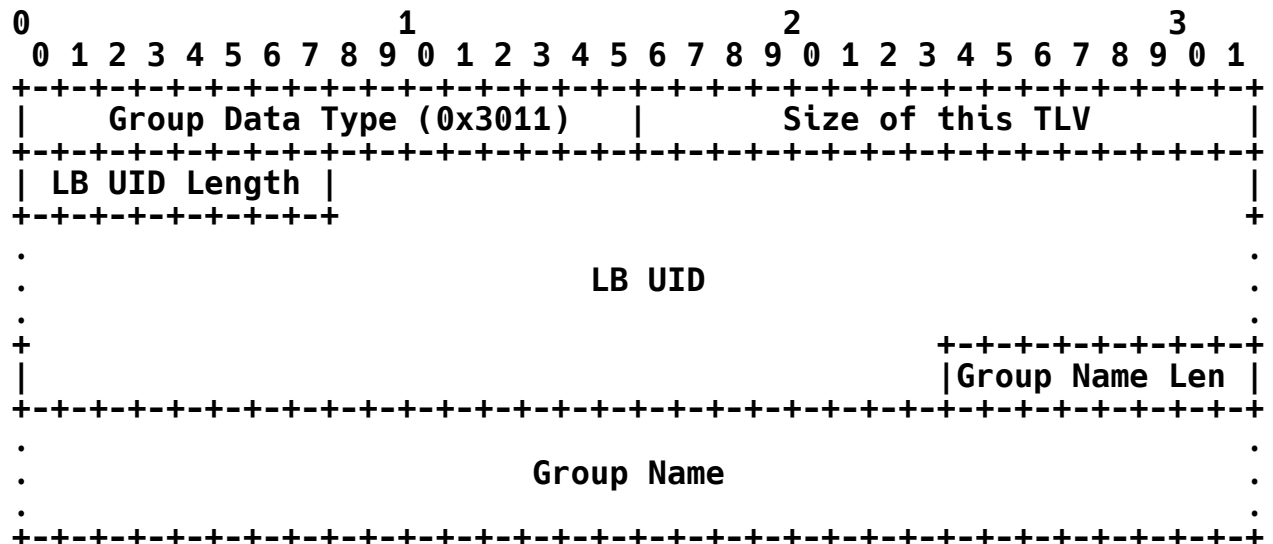 0                   1                   2                   3
 0 1 2 3 4 5 6 7 8 9 0 1 2 3 4 5 6 7 8 9 0 1 2 3 4 5 6 7 8 9 0 1
+-+-+-+-+-+-+-+-+-+-+-+-+-+-+-+-+-+-+-+-+-+-+-+-+-+-+-+-+-+-+-+-+
|    Group Data Type (0x3011)   |       Size of this TLV        |
+-+-+-+-+-+-+-+-+-+-+-+-+-+-+-+-+-+-+-+-+-+-+-+-+-+-+-+-+-+-+-+-+
| LB UID Length |                                               |
+-+-+-+-+-+-+-+-+                                               +
.                                                               .
.                             LB UID                            .
.                                                               .
+                                               +-+-+-+-+-+-+-+-+
|                                               |Group Name Len |
+-+-+-+-+-+-+-+-+-+-+-+-+-+-+-+-+-+-+-+-+-+-+-+-+-+-+-+-+-+-+-+-+
.                                                               .
.                          Group Name                           .
.                                                               .
+-+-+-+-+-+-+-+-+-+-+-+-+-+-+-+-+-+-+-+-+-+-+-+-+-+-+-+-+-+-+-+-+